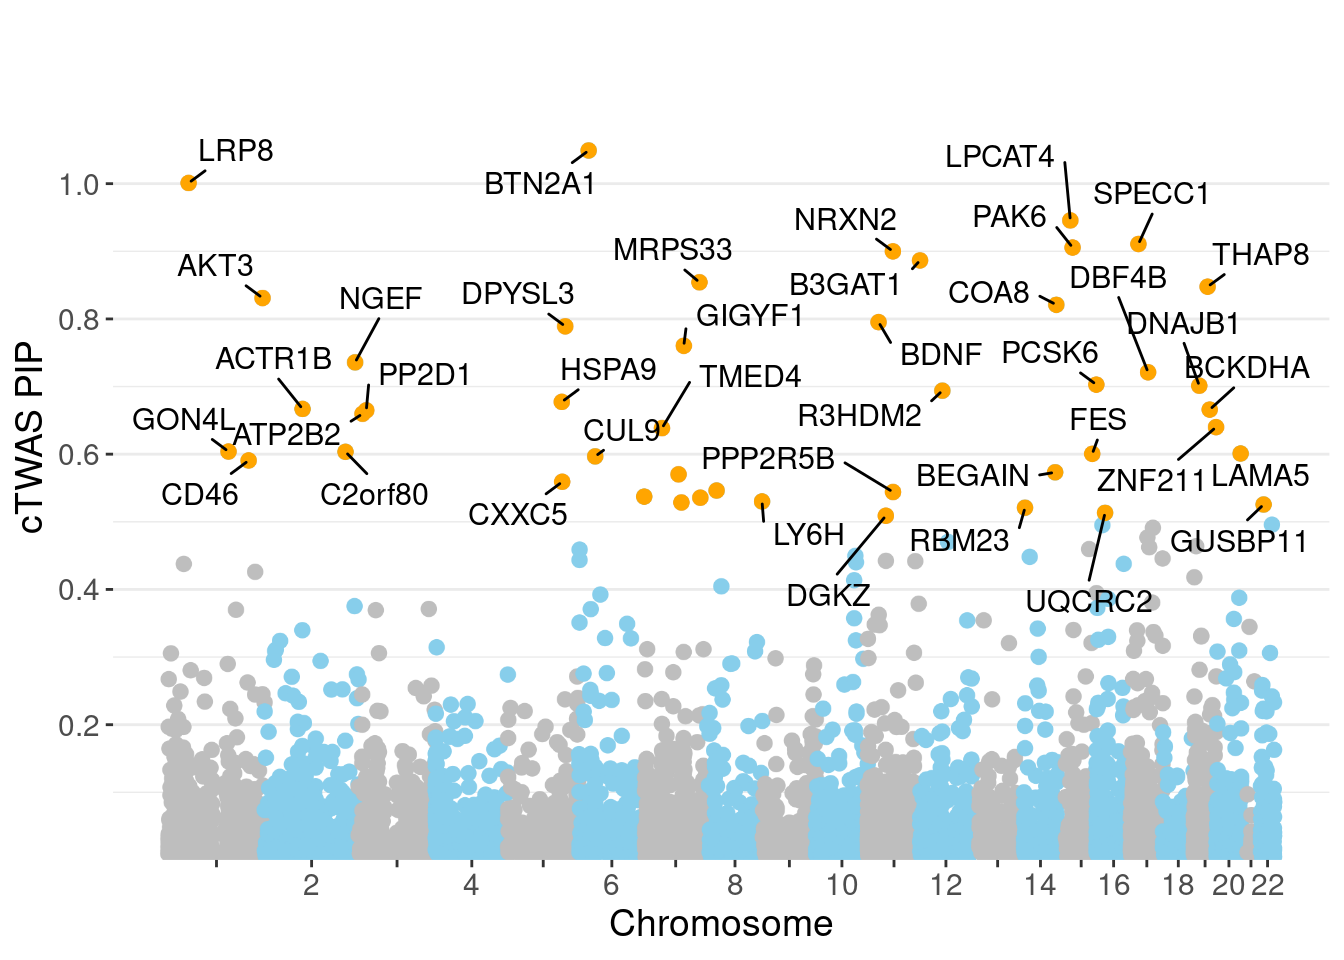 LRP8
BTN2A1
LPCAT4
SPECC1
NRXN2
PAK6
MRPS33
THAP8
AKT3
NGEF
DPYSL3
B3GAT1
COA8
DBF4B
GIGYF1
DNAJB1
ACTR1B
PP2D1
HSPA9
TMED4
BDNF
PCSK6
BCKDHA
GON4L
ATP2B2
CUL9
R3HDM2
FES
PPP2R5B
BEGAIN
ZNF211
LAMA5
CD46
C2orf80
CXXC5
LY6H
RBM23
GUSBP11
DGKZ
UQCRC2
1.0
0.8
0.6
0.4
0.2
cTWAS PIP
2 4 6 8 10 12 14 16 18 20 22
Chromosome